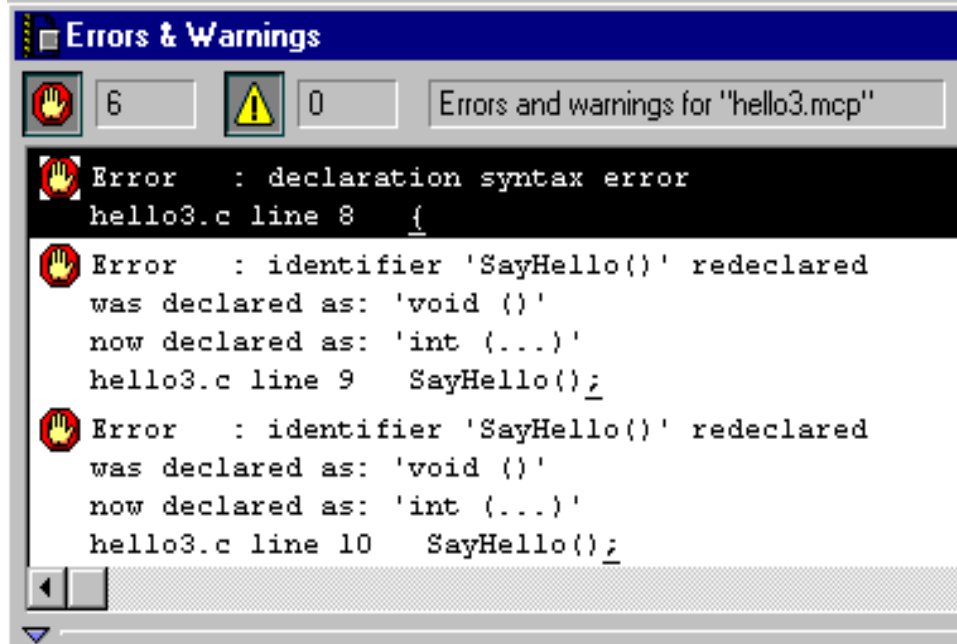 Errors & Warnings
6 0 Errors and warnings for "hello3.mcp"
Error : declaration syntax error
hello3.c line 8 {
Error : identifier 'SayHello()' redeclared
was declared as: 'void ()'
now declared as: 'int (...)'
hello3.c line 9 SayHello();
Error : identifier 'SayHello()' redeclared
was declared as: 'void ()'
now declared as: 'int (...)'
hello3.c line 10 SayHello();